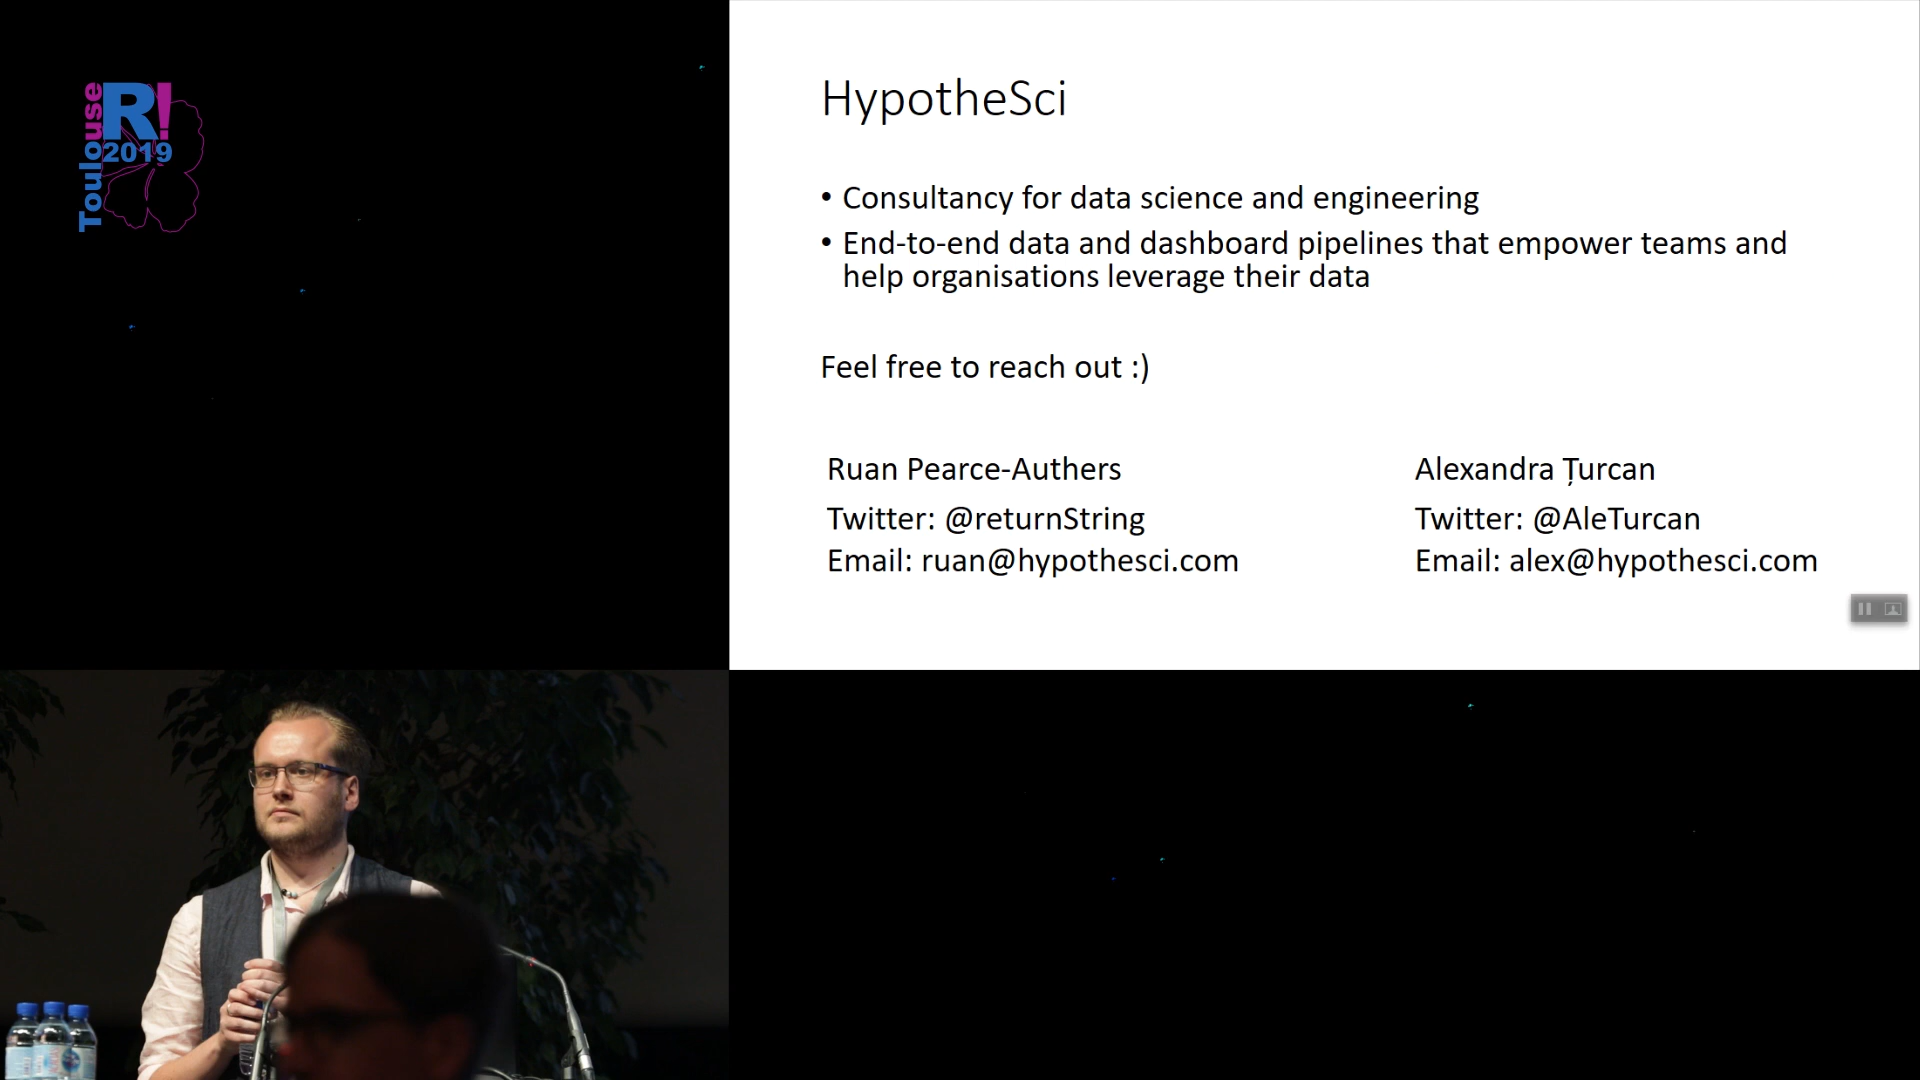 Toulouse
R!
2019
HypotheSci
• Consultancy for data science and engineering
• End-to-end data and dashboard pipelines that empower teams and
help organisations leverage their data
Feel free to reach out :)
Ruan Pearce-Authers
Twitter: @returnString
Email: ruan@hypothesci.com
Alexandra Țurcan
Twitter: @AleTurcan
Email: alex@hypothesci.com